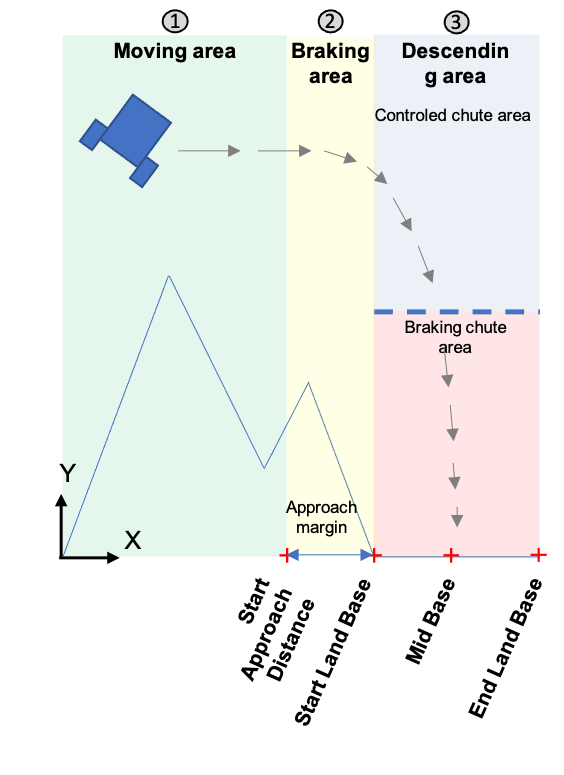 1
2
3
Moving area
Braking
area
Descendin
g area
Controled chute area
Braking chute
area
Y
X
Approach
margin
Start
Approach
Distance
Start Land Base
Mid Base
End Land Base